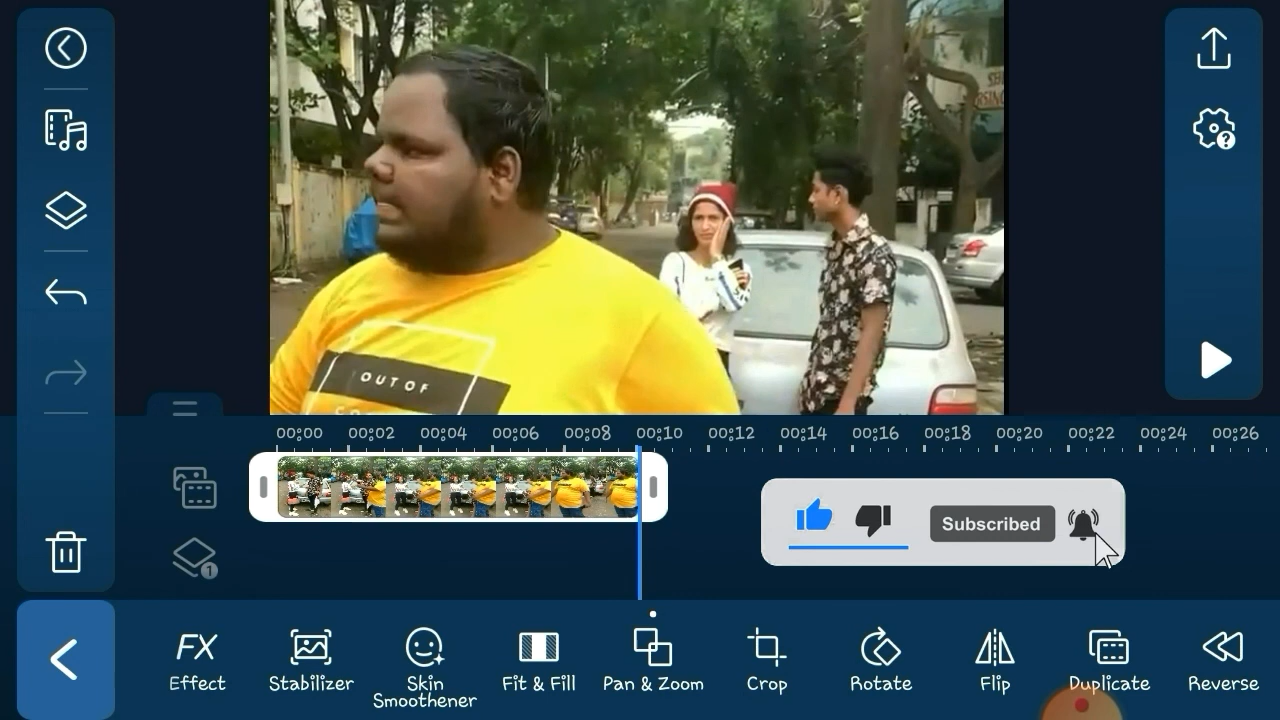 OUT OF
00:00 00:02 00:04 00:06 00:08 00:10 00:12 00:14 00:16 00:18 00:20 00:22 00:24 00:26
1
Subscribed
FX
Effect
Stabilizer
Skin
Smoothener
Fit & Fill
Pan & Zoom
Crop
Rotate
Flip
Duplicate
Reverse